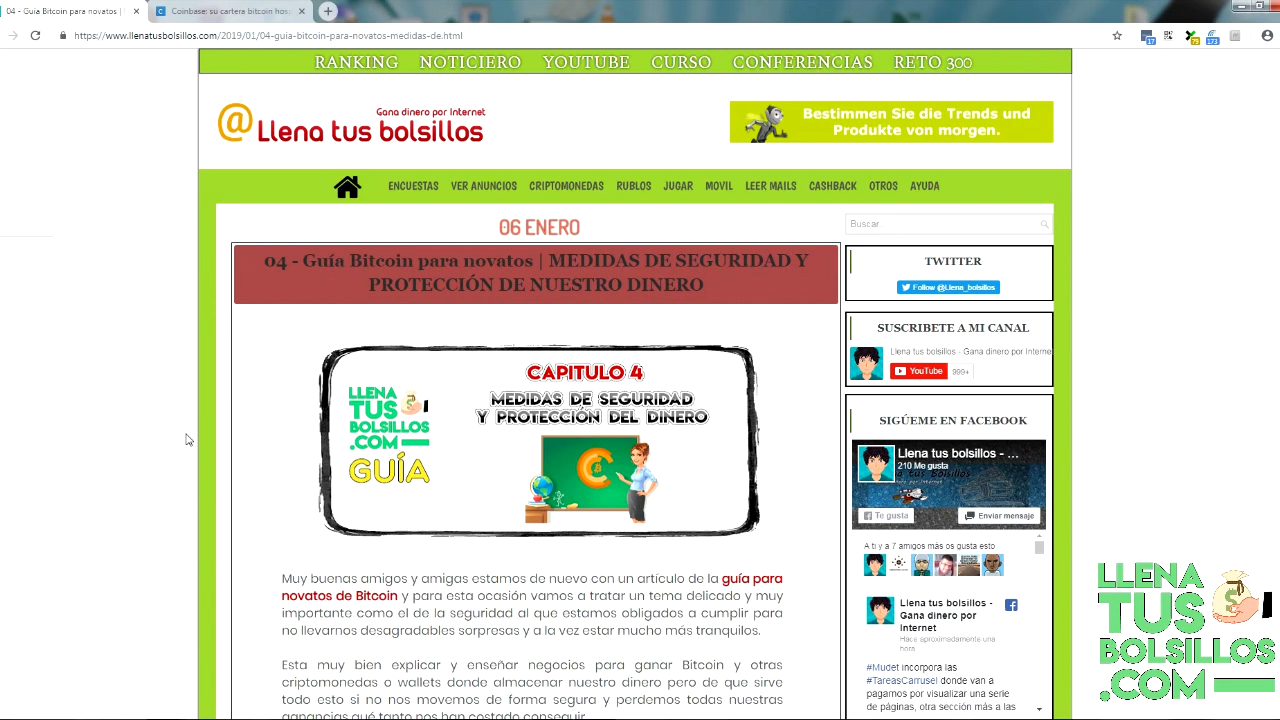 04 - Guía Bitcoin para novatos |
Coinbase: su cartera bitcoin hos
https://www.llenatusbolsillos.com/2019/01/04-guia-bitcoin-para-novatos-medidas-de.html
17
75
173
RANKING NOTICIERO YOUTUBE CURSO CONFERENCIAS RETO 300
Gana dinero por Internet
@Llena tus bolsillos
Bestimmen Sie die Trends und
Produkte von morgen.
ENCUESTAS VER ANUNCIOS CRIPTOMONEDAS RUBLOS JUGAR MOVIL LEER MAILS CASHBACK OTROS AYUDA
06 ENERO
04 - Guía Bitcoin para novatos | MEDIDAS DE SEGURIDAD Y
PROTECCIÓN DE NUESTRO DINERO
CAPITULO 4
MEDIDAS DE SEGURIDAD
Y PROTECCIÓN DEL DINERO
LLENA
TUS
BOLSILLOS
.COM
GUÍA
Muy buenas amigos y amigas estamos de nuevo con un artículo de la guía para
novatos de Bitcoin y para esta ocasión vamos a tratar un tema delicado y muy
importante como el de la seguridad al que estamos obligados a cumplir para
no llevarnos desagradables sorpresas y a la vez estar mucho más tranquilos.
Esta muy bien explicar y enseñar negocios para ganar Bitcoin y otras
criptomonedas o wallets donde almacenar nuestro dinero pero de que sirve
todo esto si no nos movemos de forma segura y perdemos todas nuestras
ganancias qué tanto nos han costado conseguir.
Buscar...
TWITTER
Follow @Llena_bolsillos
SUSCRIBETE A MI CANAL
Llena tus bolsillos - Gana dinero por Interne
YouTube 999+
SIGÚEME EN FACEBOOK
Llena tus bolsillos - ...
210 Me gusta
Te gusta
Enviar mensaje
A ti y a 7 amigos más os gusta esto
Llena tus bolsillos -
Gana dinero por
Internet
Hace aproximadamente una
hora
#Mudet incorpora las
#TareasCarrusel donde van a
pagarnos por visualizar una serie
de páginas, otra sección más a las
LLENA
TUS
BOLSILLOS
.COM